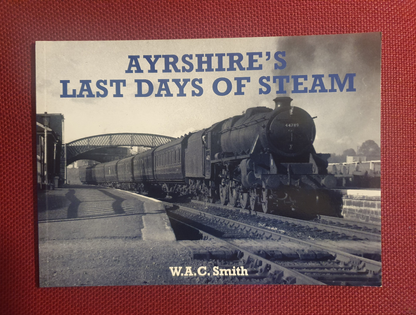 AYRSHIRE'S
LAST DAYS OF STEAM
W.A.C. Smith